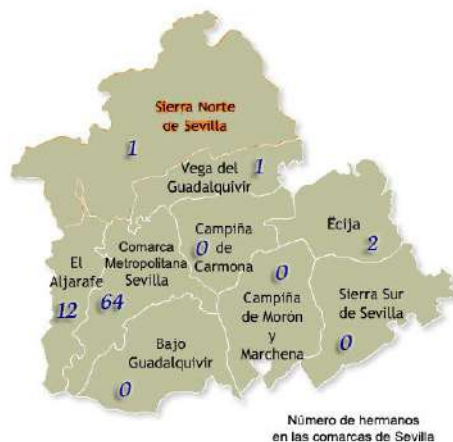 Sierra Norte
de Sevilla
1
Vega del
Guadalquivir
1
Campiña
de
Carmona
0
Écija
2
El
Aljarafe
12
Comarca
Metropolitana
Sevilla
64
0
Campiña
de Morón
y
Marchena
Sierra Sur
de Sevilla
0
Bajo
Guadalquivir
0
Número de hermanos
en las comarcas de Sevilla